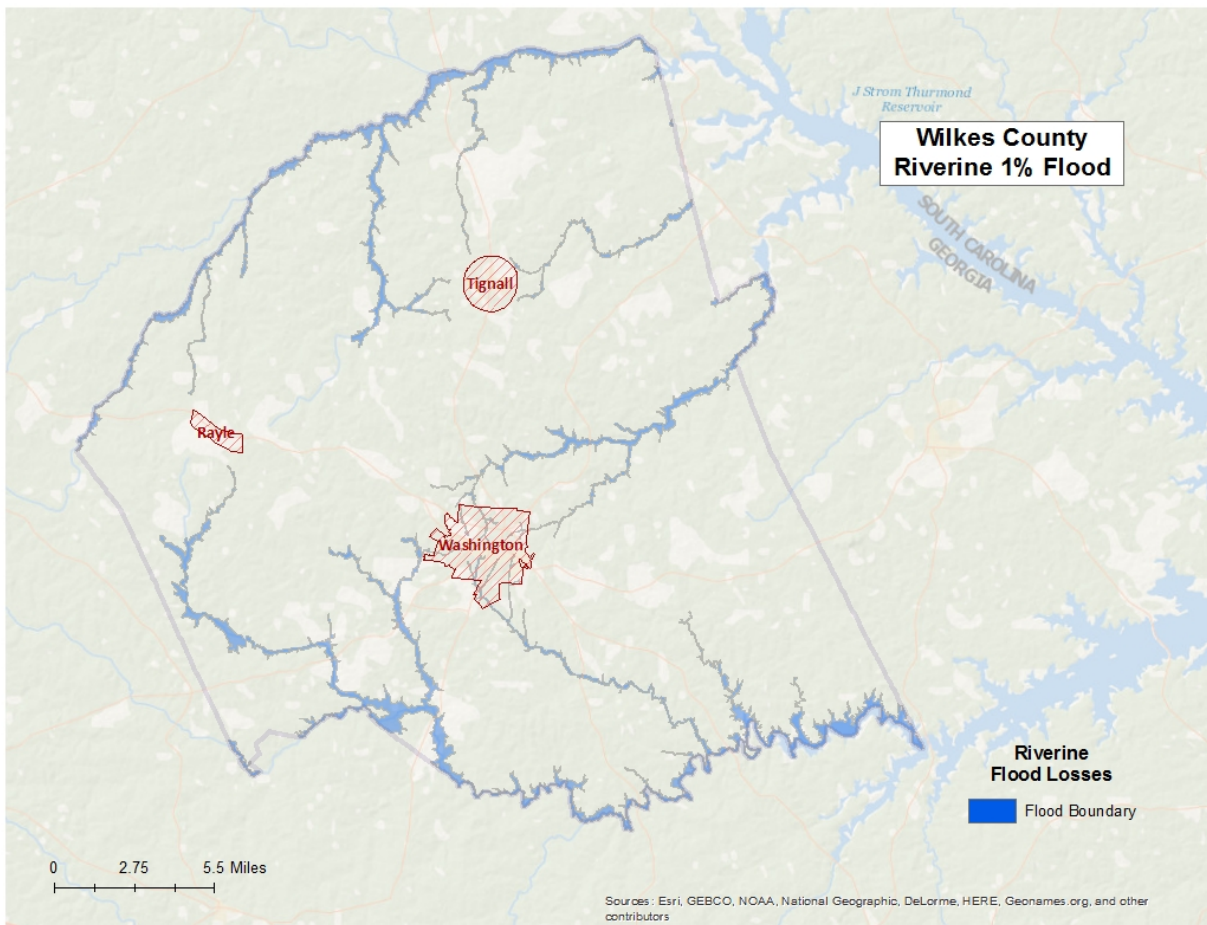 J Strom Thurmond
Reservoir
Wilkes County
Riverine 1% Flood
SOUTH CAROLINA
GEORGIA
Tignall
Rayle
Washington
Riverine
Flood Losses
Flood Boundary
0 2.75 5.5 Miles
Sources: Esri, GEBCO, NOAA, National Geographic, DeLorme, HERE, Geonames.org, and other
contributors